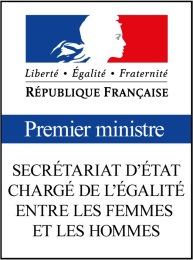 Liberté • Égalité • Fraternité
RÉPUBLIQUE FRANÇAISE
Premier ministre
SECRÉTARIAT D'ÉTAT
CHARGÉ DE L'ÉGALITÉ
ENTRE LES FEMMES
ET LES HOMMES